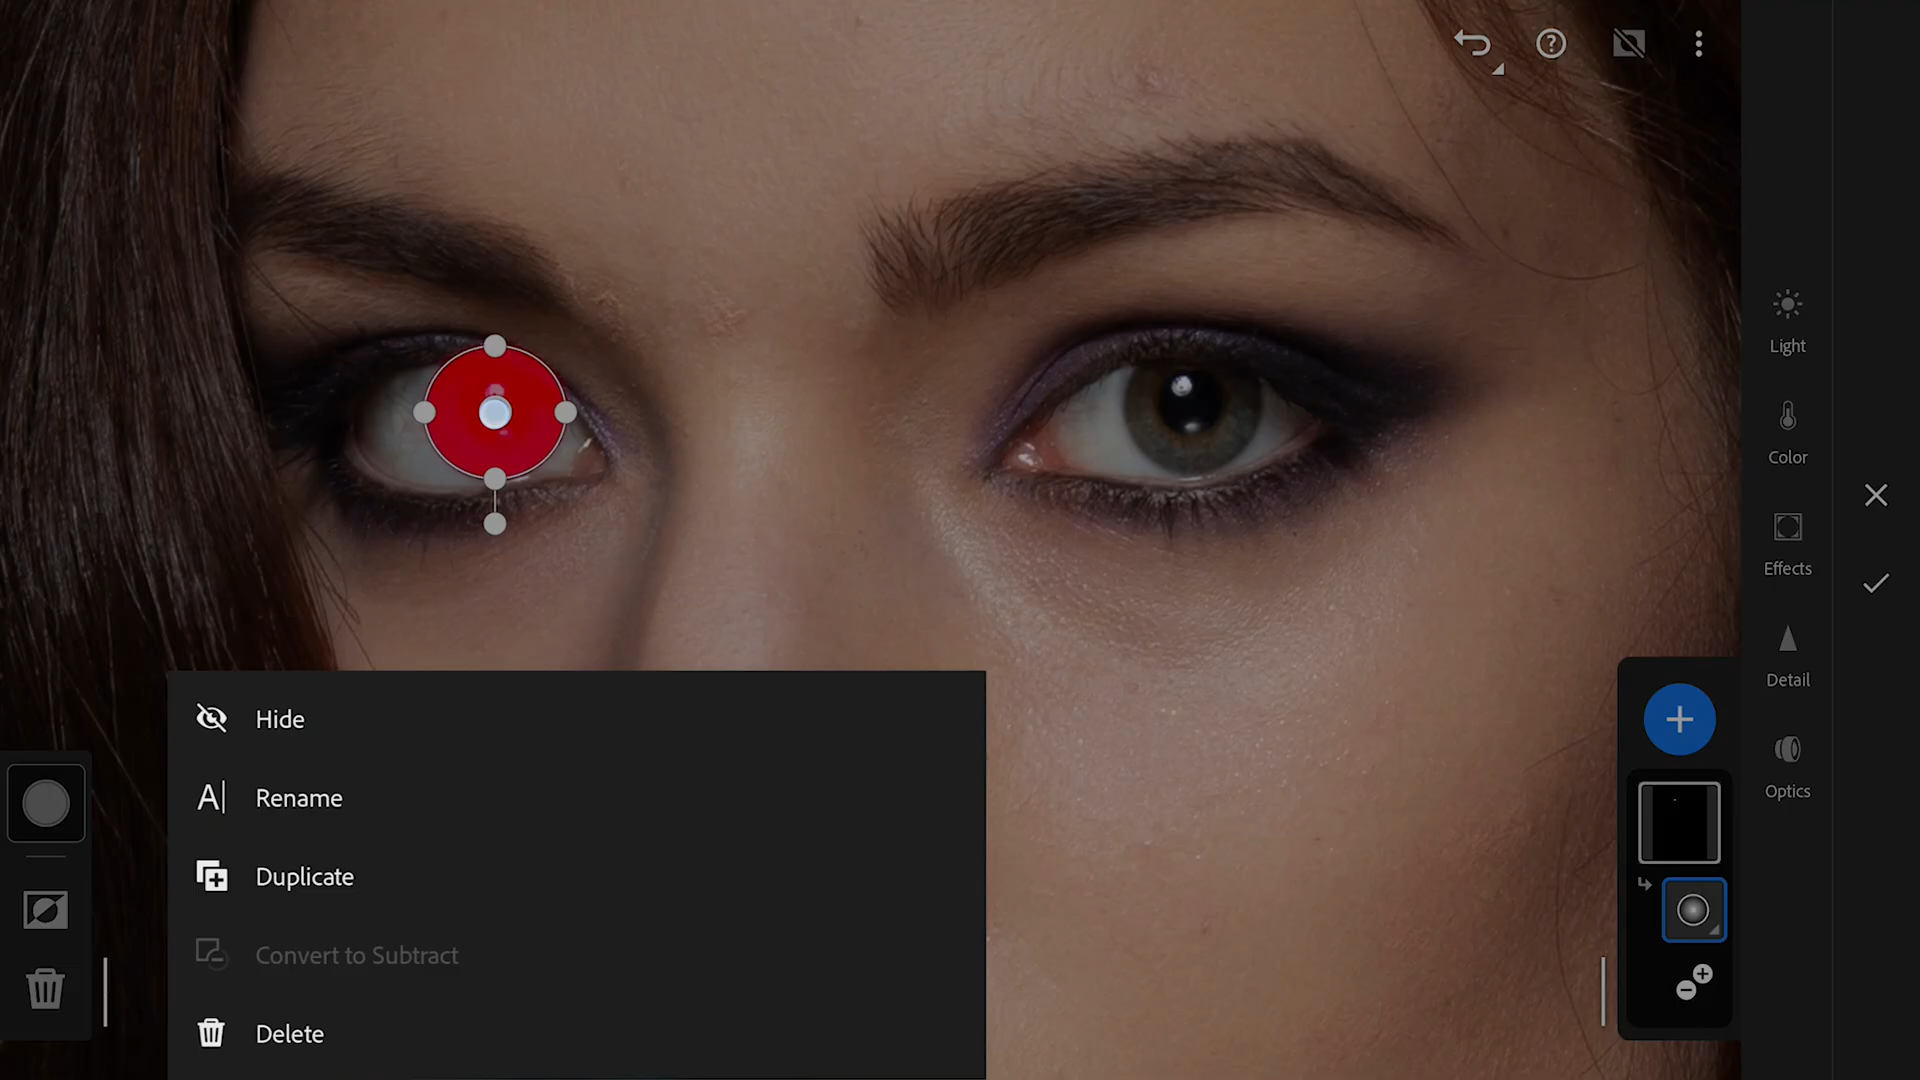 Light
Color
Effects
Detail
Optics
Hide
A| Rename
Duplicate
Convert to Subtract
Delete